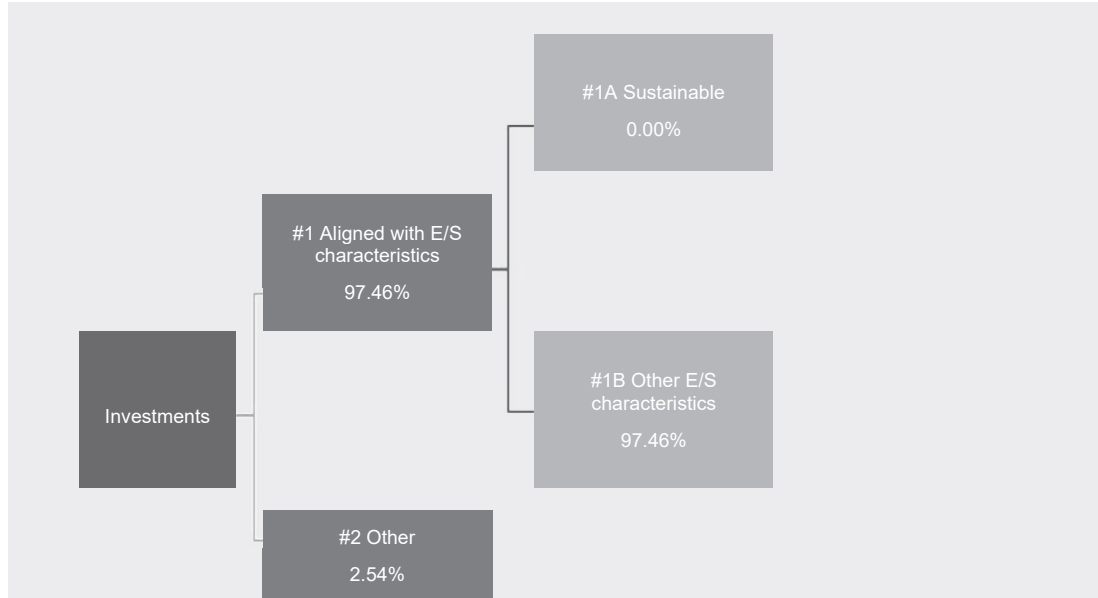 #1A Sustainable
0.00%
#1 Aligned with E/S
characteristics
97.46%
#1B Other E/S
characteristics
97.46%
Investments
#2 Other
2.54%